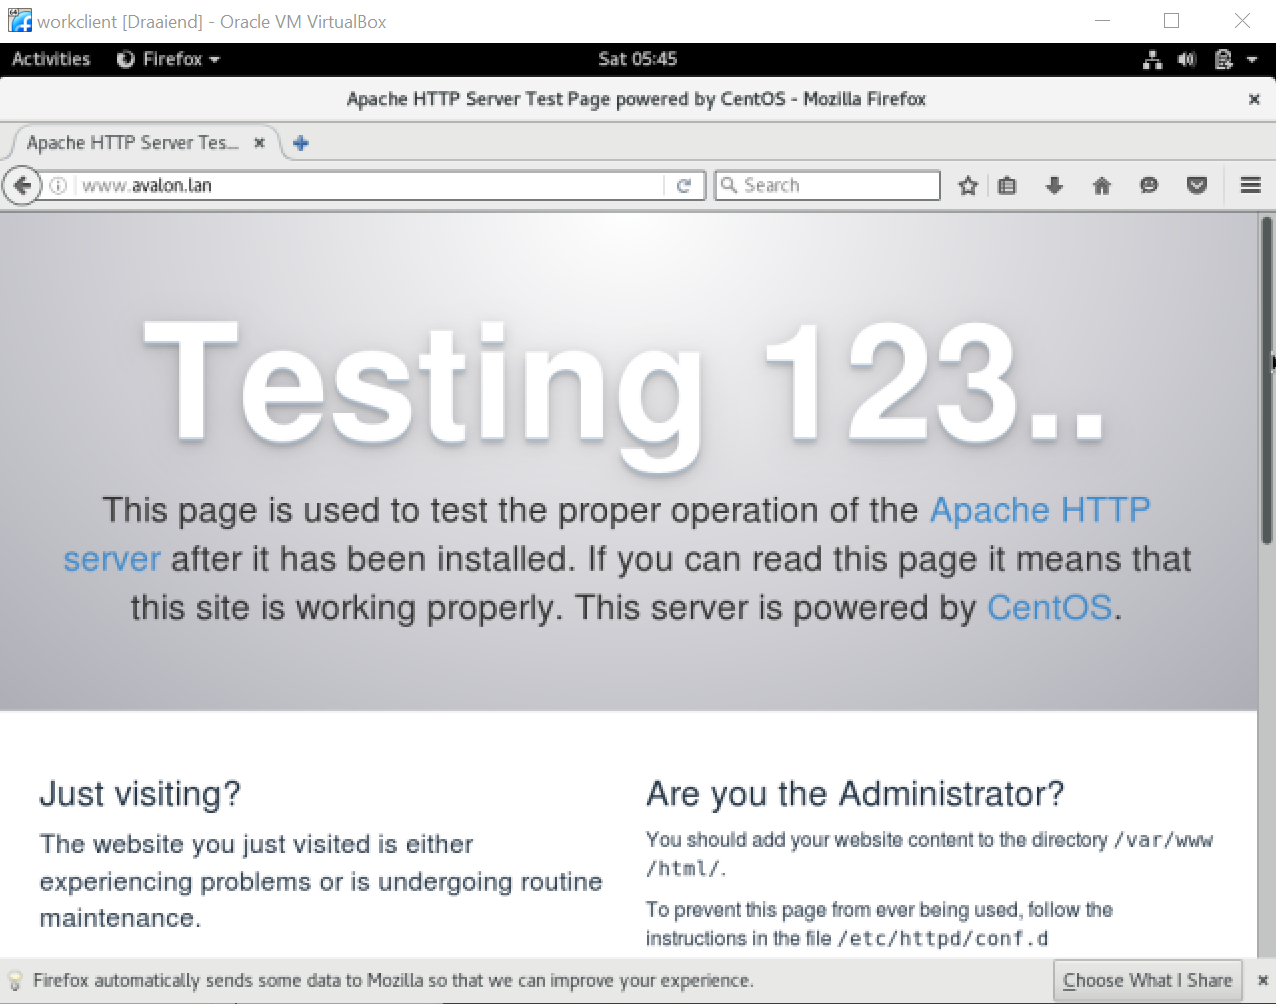 workclient [Draaiend] - Oracle VM VirtualBox
Activities Firefox Sat 05:45
Apache HTTP Server Test Page powered by CentOS - Mozilla Firefox
Apache HTTP Server Tes...
www.avalon.lan Search
Testing 123..
This page is used to test the proper operation of the Apache HTTP
server after it has been installed. If you can read this page it means that
this site is working properly. This server is powered by CentOS.
Just visiting?
The website you just visited is either
experiencing problems or is undergoing routine
maintenance.
Are you the Administrator?
You should add your website content to the directory /var/www
/html/.
To prevent this page from ever being used, follow the
instructions in the file /etc/httpd/conf.d
Firefox automatically sends some data to Mozilla so that we can improve your experience. Choose What I Share